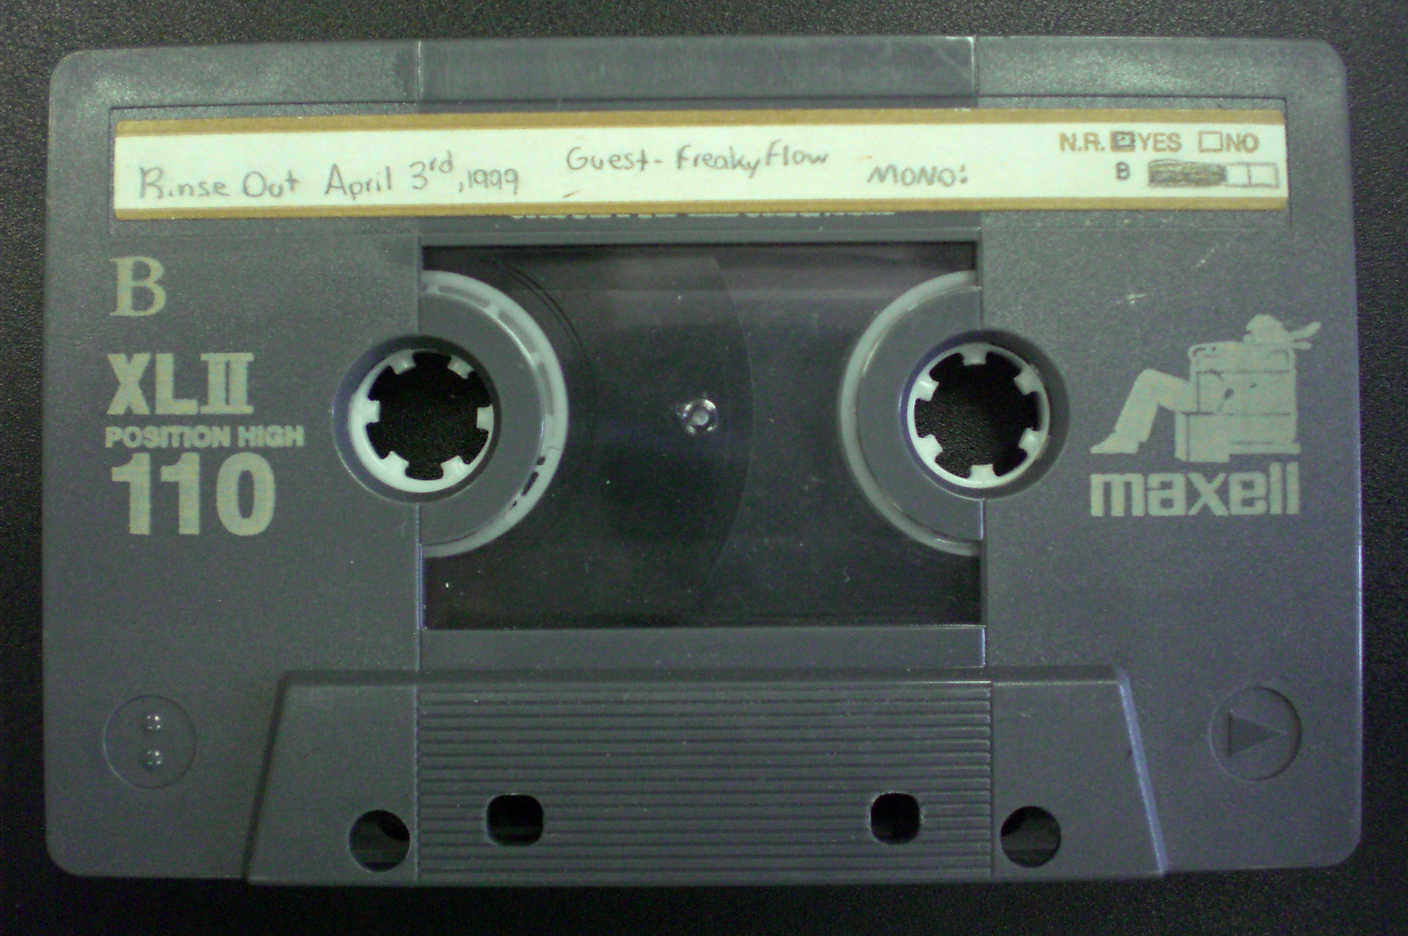 Rinse Out April 3rd, 1999 Guest- Freaky Flow MONO!
N.R. YES NO
B
B
XLII
POSITION HIGH
110
maxell